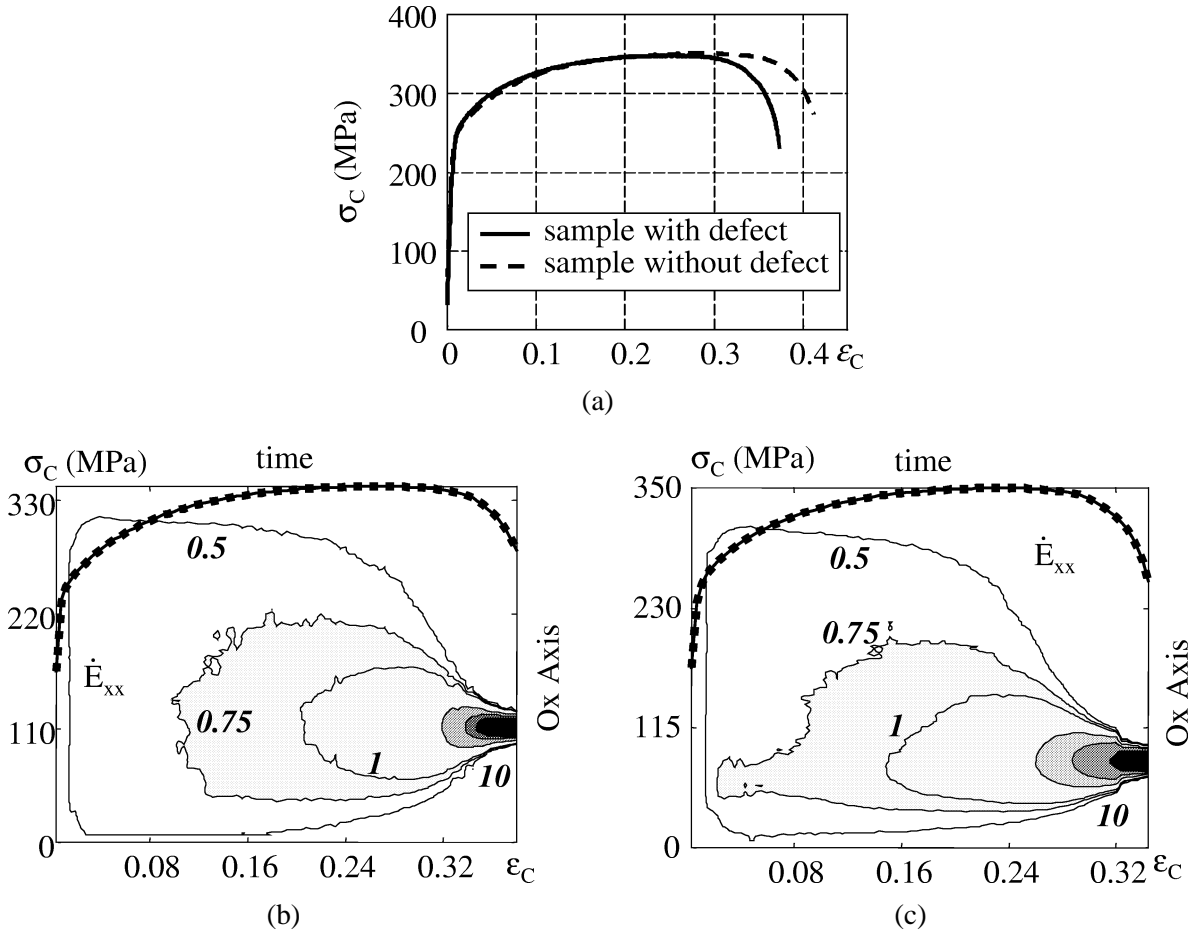 400
300
200
100
0
σC (MPa)
sample with defect
sample without defect
0 0.1 0.2 0.3 0.4 εC
(a)
σC (MPa) time
330
220
110
0
0.5
0.75
1
10
Ėxx
Ox Axis
0.08 0.16 0.24 0.32 εC
(b)
σC (MPa) time
350
230
115
0
0.5
Ėxx
0.75
1
10
Ox Axis
0.08 0.16 0.24 0.32 εC
(c)